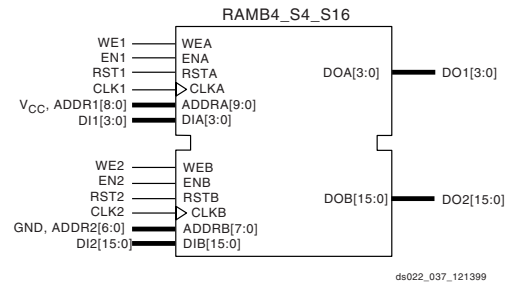 RAMB4_S4_S16
WE1 WEA
EN1 ENA
RST1 RSTA DOA[3:0] DO1[3:0]
CLK1 CLKA
VCC, ADDR1[8:0] ADDRA[9:0]
DI1[3:0] DIA[3:0]
WE2 WEB
EN2 ENB
RST2 RSTB DOB[15:0] DO2[15:0]
CLK2 CLKB
GND, ADDR2[6:0] ADDRB[7:0]
DI2[15:0] DIB[15:0]
ds022_037_121399